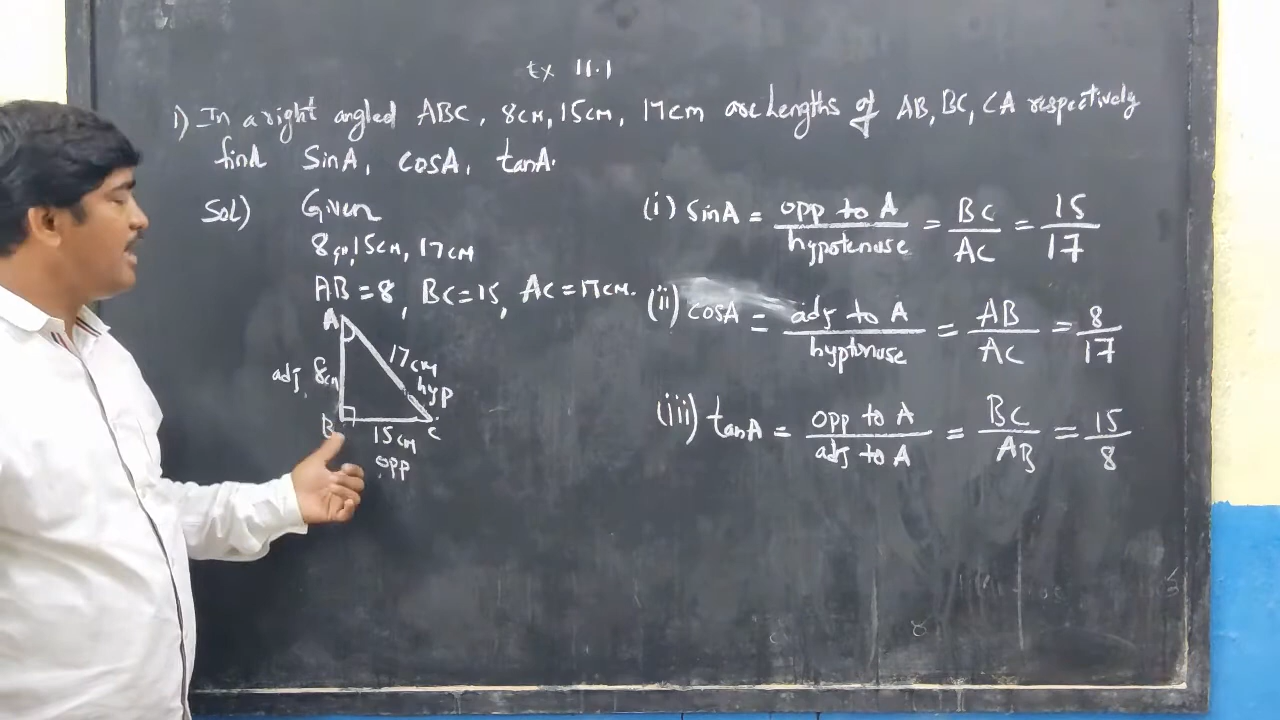 Ex 11.1
1) In a right angled ABC, 8cm, 15cm, 17cm are lengths of AB, BC, CA respectively
find SinA, cosA, tanA.
Sol) Given
8cm, 15cm, 17cm
AB = 8, BC = 15, AC = 17cm.
A
17cm
adj 8cm
hyp
B
C
15cm
opp
(i) SinA = opp to A / hypotenuse = BC / AC = 15 / 17
(ii) cosA = adj to A / hyptonuse = AB / AC = 8 / 17
(iii) tanA = opp to A / adj to A = BC / AB = 15 / 8